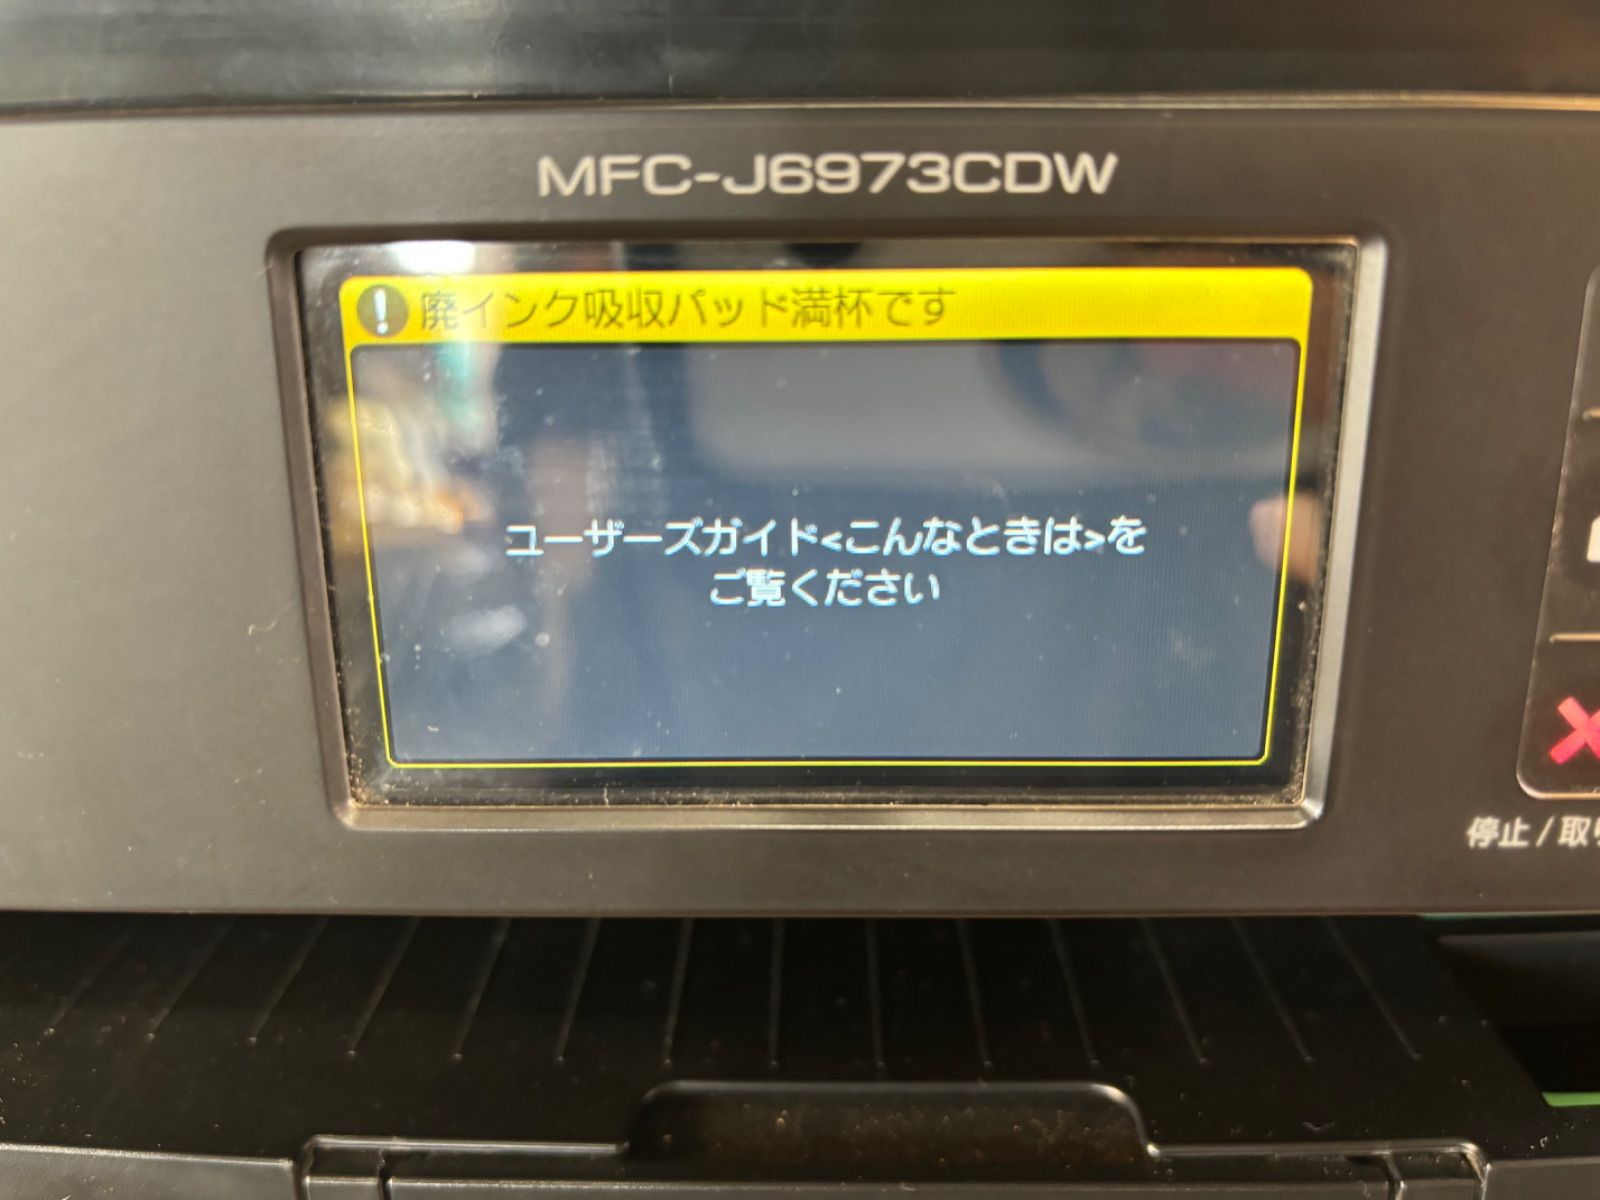 MFC-J6973CDW
廃インク吸収パッド満杯です
ユーザーズガイド<こんなときは>を
ご覧ください
停止/取